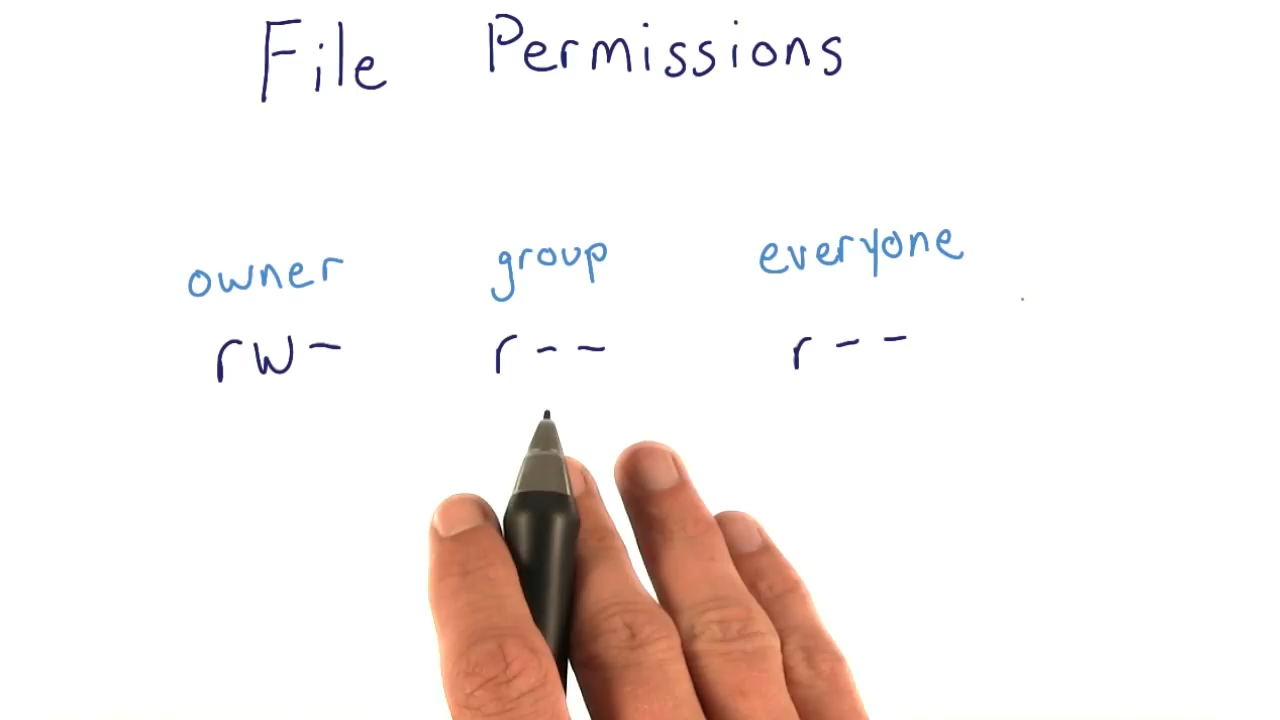 File Permissions
owner group everyone
rw- r-- r--